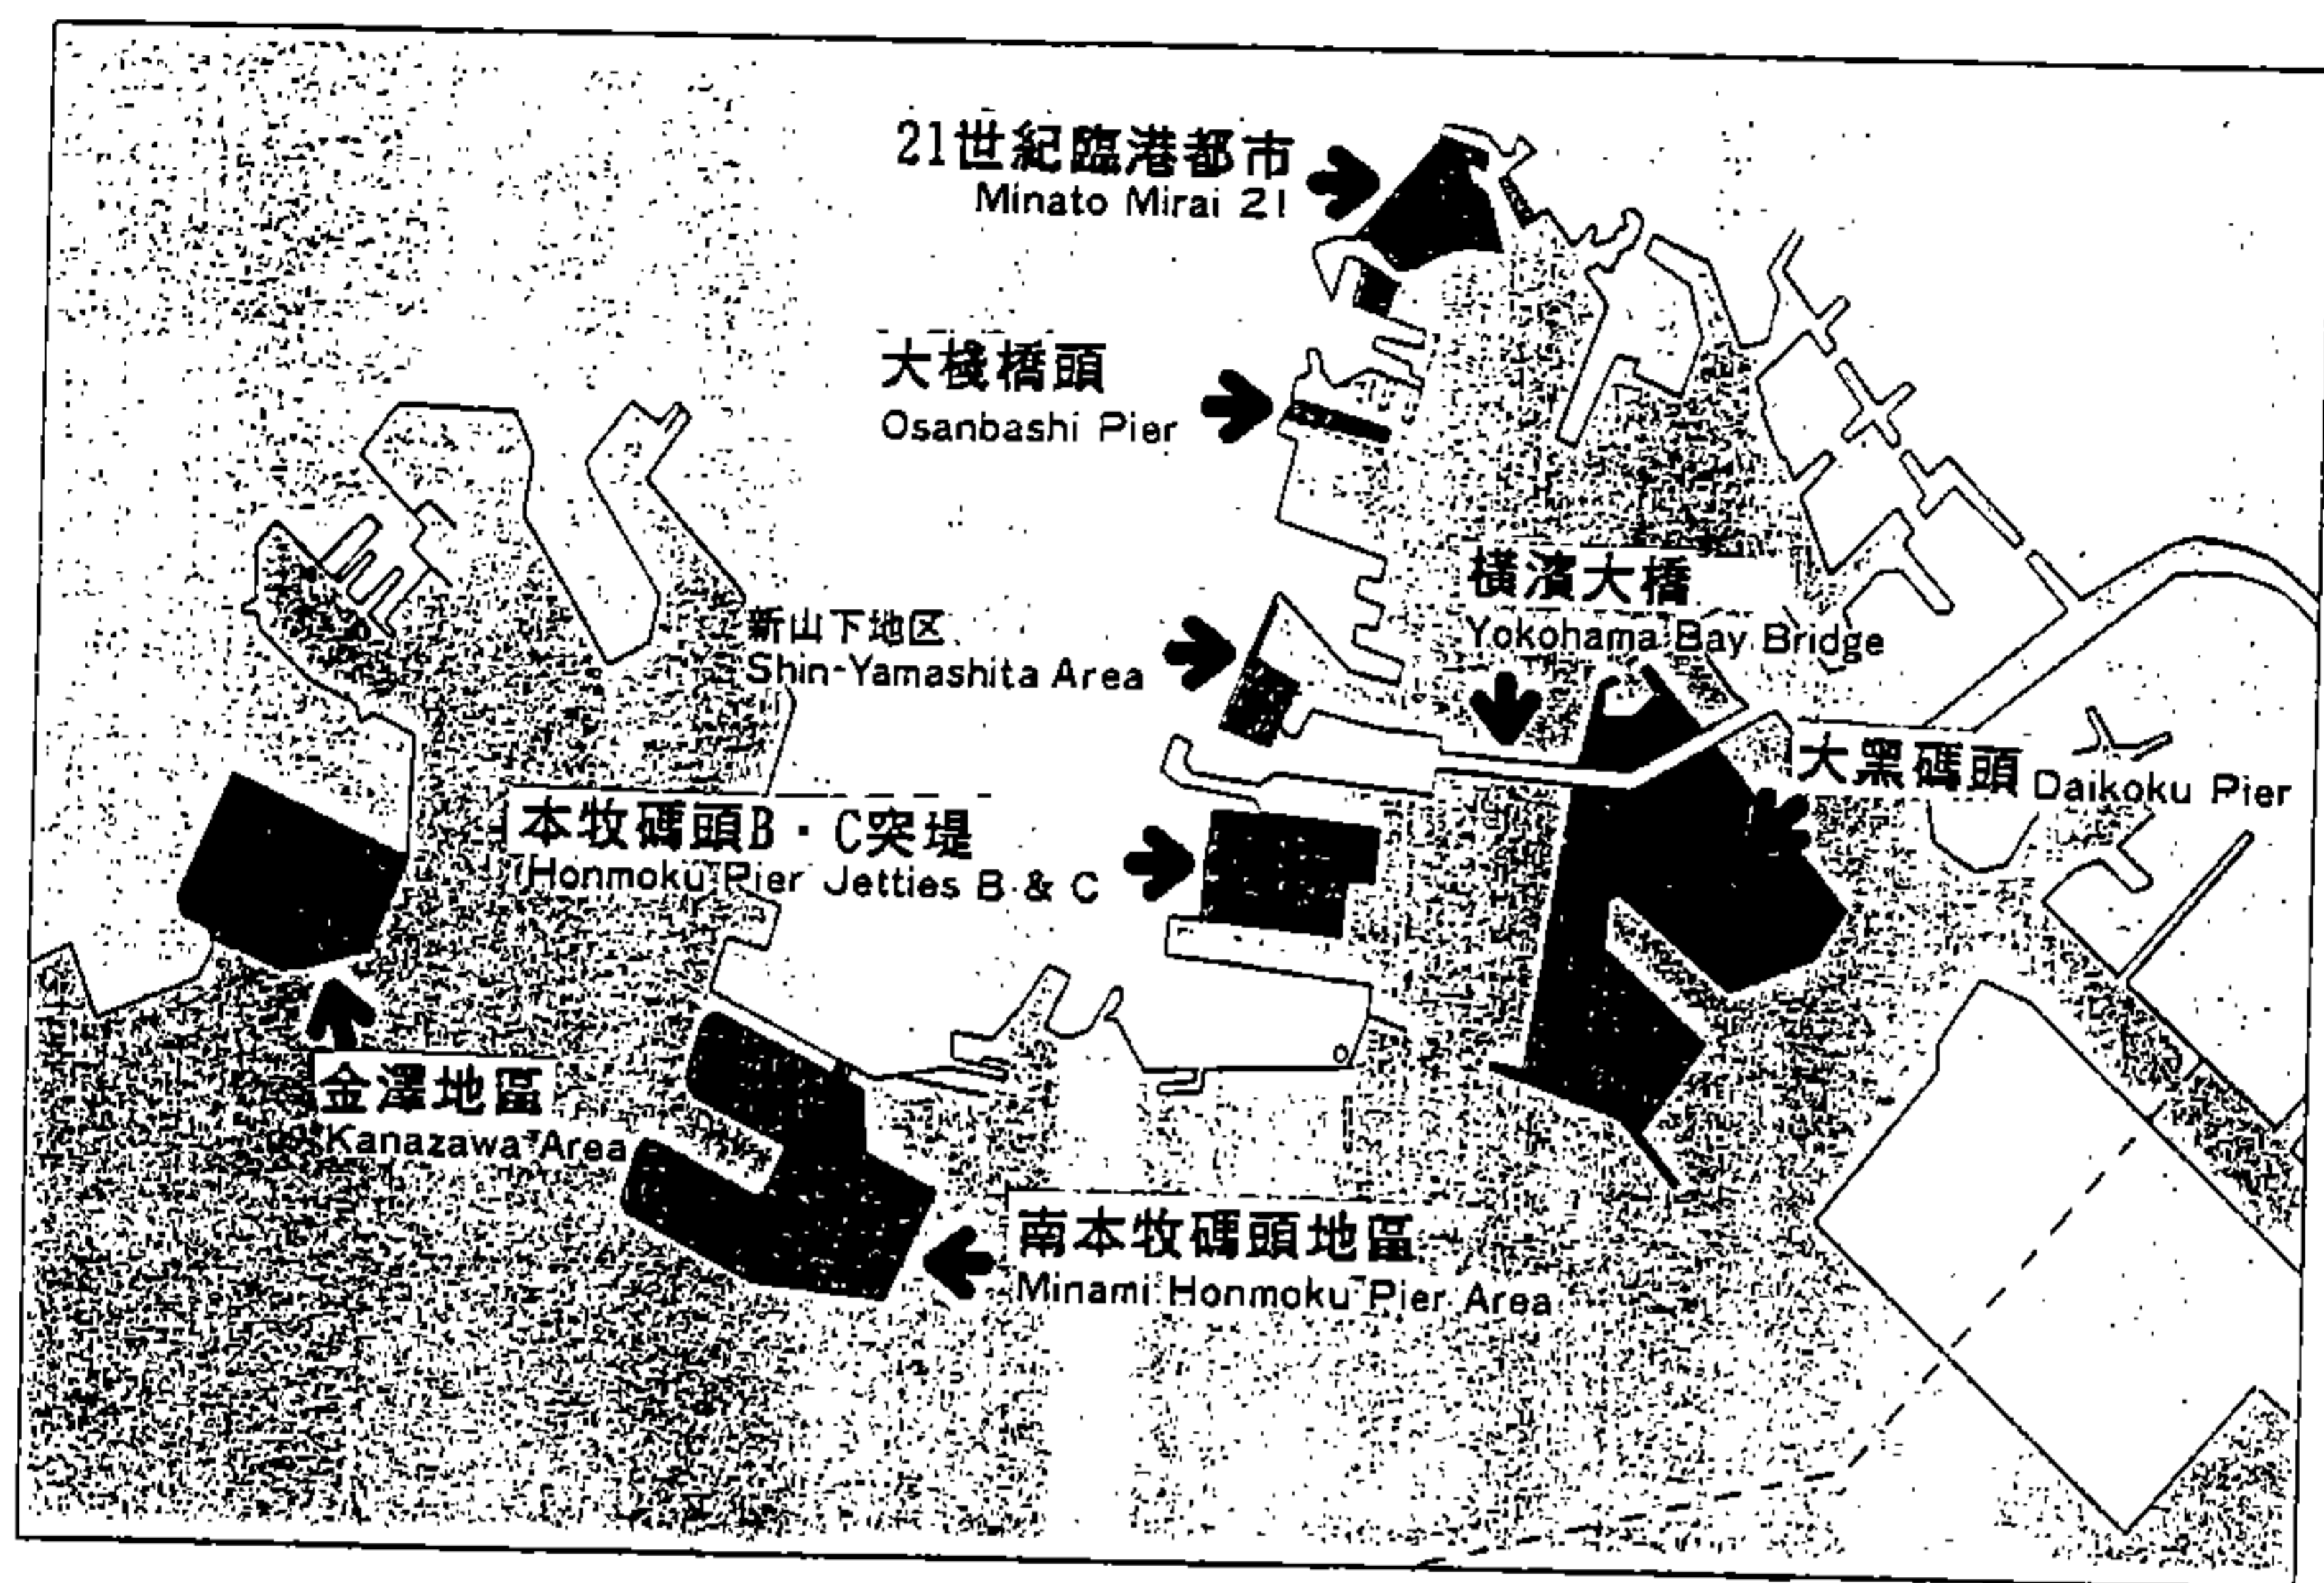 21世紀臨港都市
Minato Mirai 21
大棧橋頭
Osanbashi Pier
橫濱大橋
Yokohama Bay Bridge
新山下地区
Shin-Yamashita Area
大黑碼頭 Daikoku Pier
本牧碼頭B・C突堤
Honmoku Pier Jetties B & C
金澤地區
Kanazawa Area
南本牧碼頭地區
Minami Honmoku Pier Area